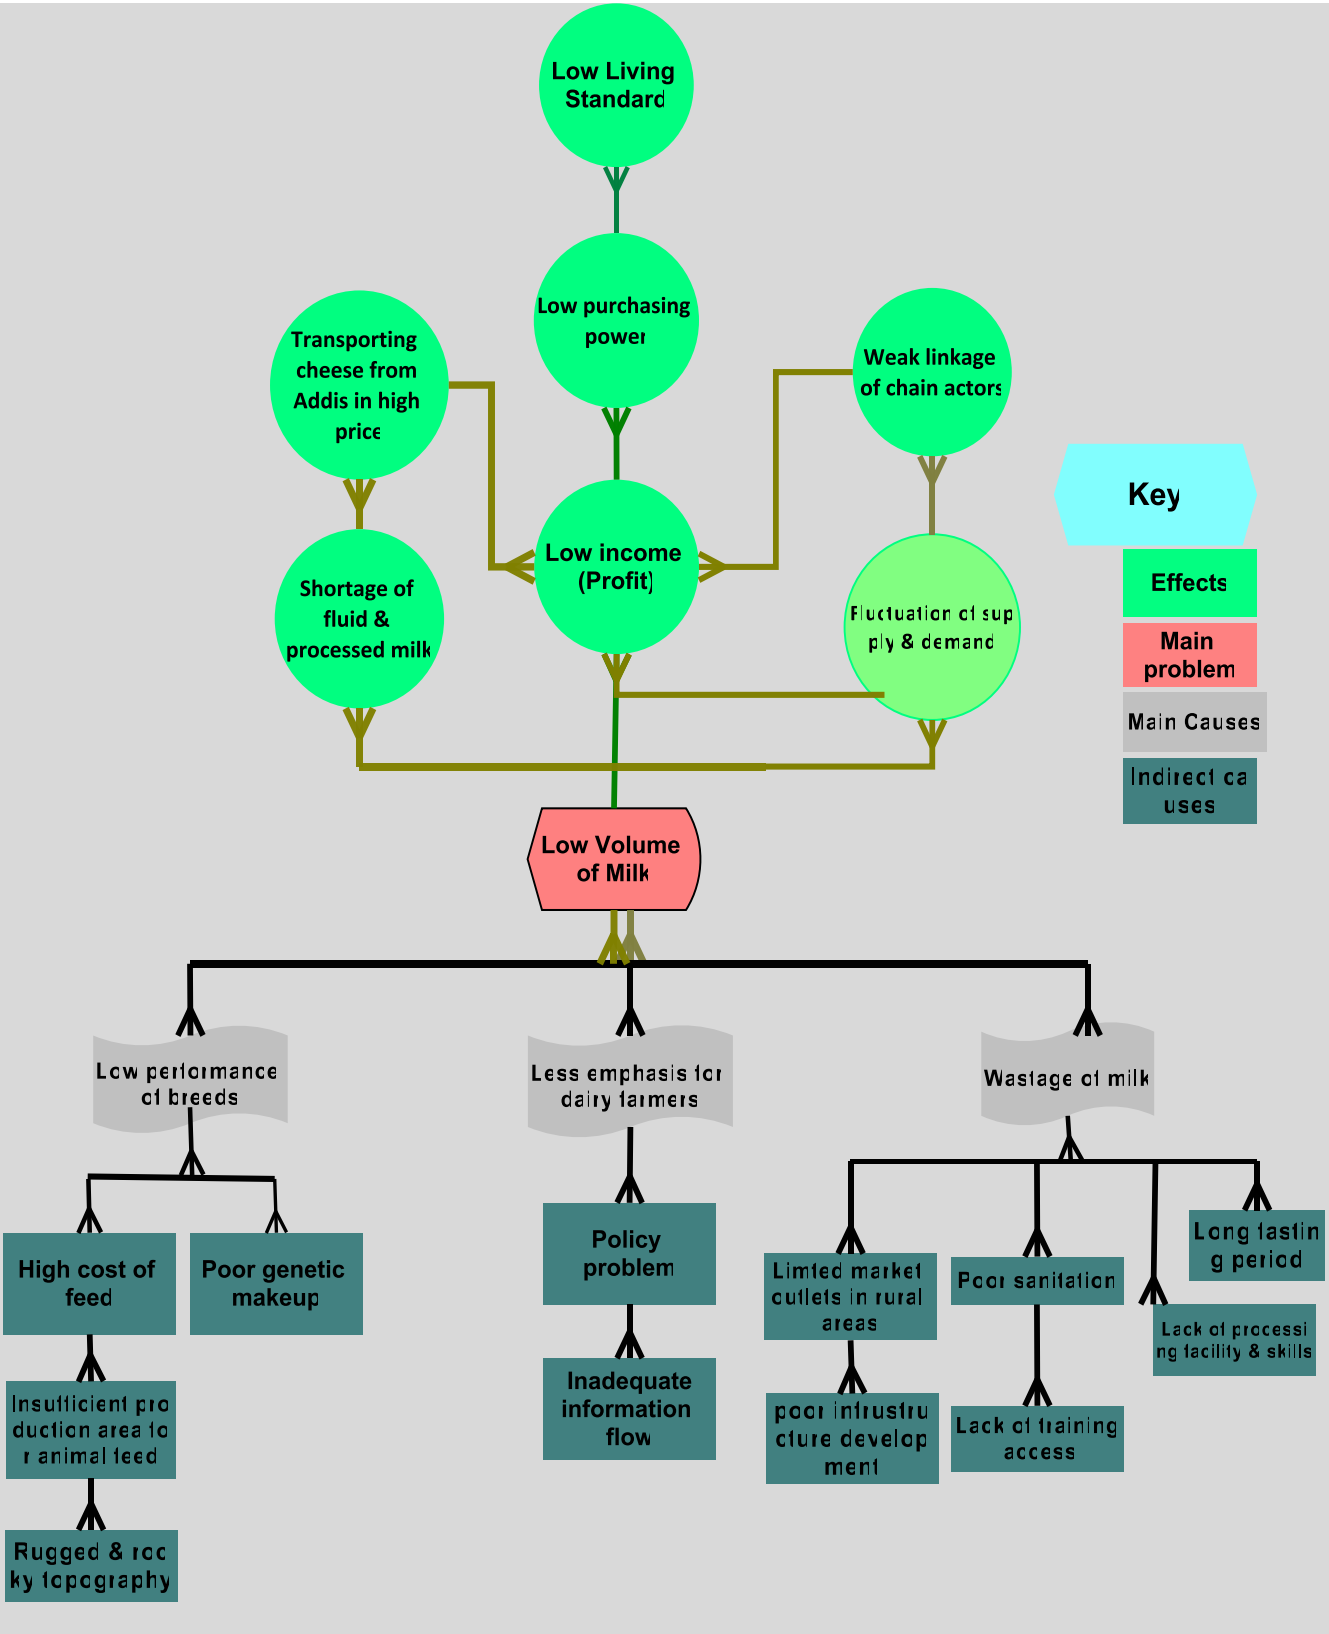 Low Living
Standard
Low purchasing
power
Transporting
cheese from
Addis in high
price
Weak linkage
of chain actors
Key
Low income
(Profit)
Effects
Shortage of
fluid &
processed milk
Fluctuation of sup
ply & demand
Main
problem
Main Causes
Indirect ca
uses
Low Volume
of Milk
Low performance
of breeds
Less emphasis for
dairy farmers
Wastage of milk
High cost of
feed
Poor genetic
makeup
Policy
problem
Limted market
outlets in rural
areas
Poor sanitation
Long fastin
g period
Lack of processi
ng facility & skills
Insufficient pro
duction area fo
r animal feed
Inadequate
information
flow
poor infrustru
cture develop
ment
Lack of training
access
Rugged & roc
ky topography